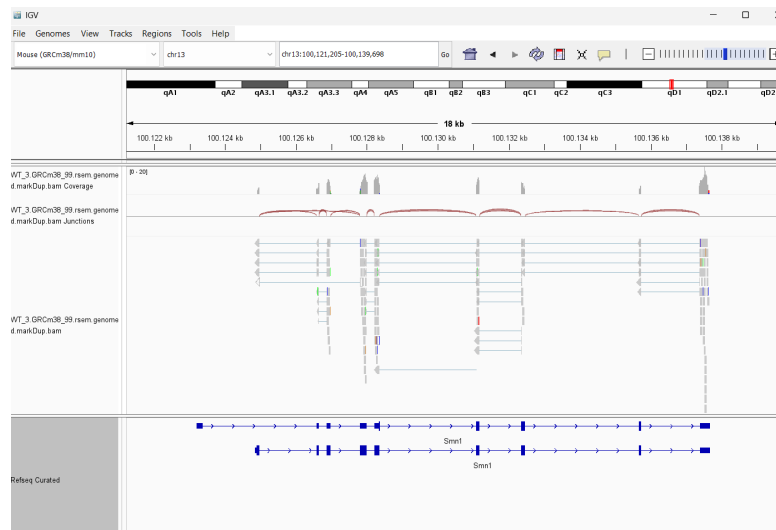 IGV
File Genomes View Tracks Regions Tools Help
Mouse (GRCm38/mm10) chr13 chr13:100,121,205-100,139,698 Go
qA1 qA2 qA3.1 qA3.2 qA3.3 qA4 qA5 qB1 qB2 qB3 qC1 qC2 qC3 qD1 qD2.1 qD2
18 kb
100.122 kb 100.124 kb 100.126 kb 100.128 kb 100.130 kb 100.132 kb 100.134 kb 100.136 kb 100.138 kb
WT_3.GRCm38_99.rsem.genome
d.markDup.bam Coverage
[0 - 20]
WT_3.GRCm38_99.rsem.genome
d.markDup.bam Junctions
WT_3.GRCm38_99.rsem.genome
d.markDup.bam
Smn1
Smn1
Refseq Curated